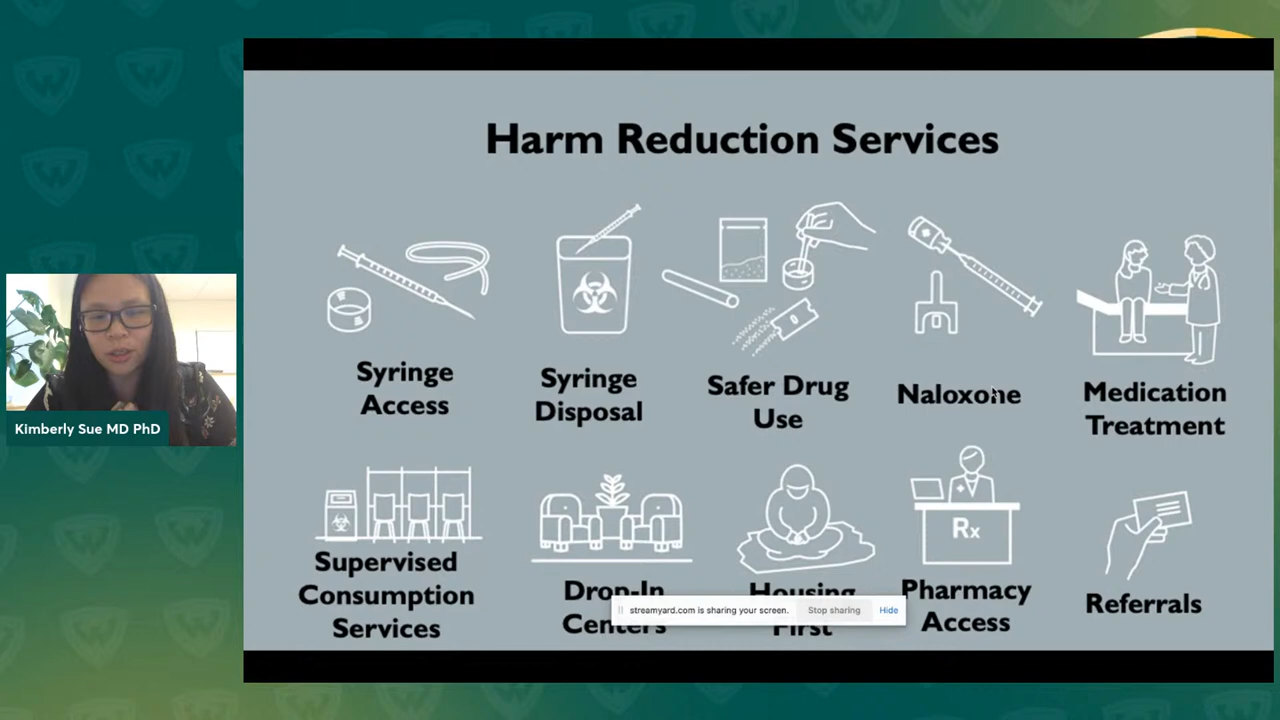 Harm Reduction Services
Syringe
Access
Syringe
Disposal
Safer Drug
Use
Naloxone
Medication
Treatment
Supervised
Consumption
Services
Drop-In
Centers
Housing
First
Rx
Pharmacy
Access
Referrals
streamyard.com is sharing your screen.
Stop sharing
Hide
Kimberly Sue MD PhD